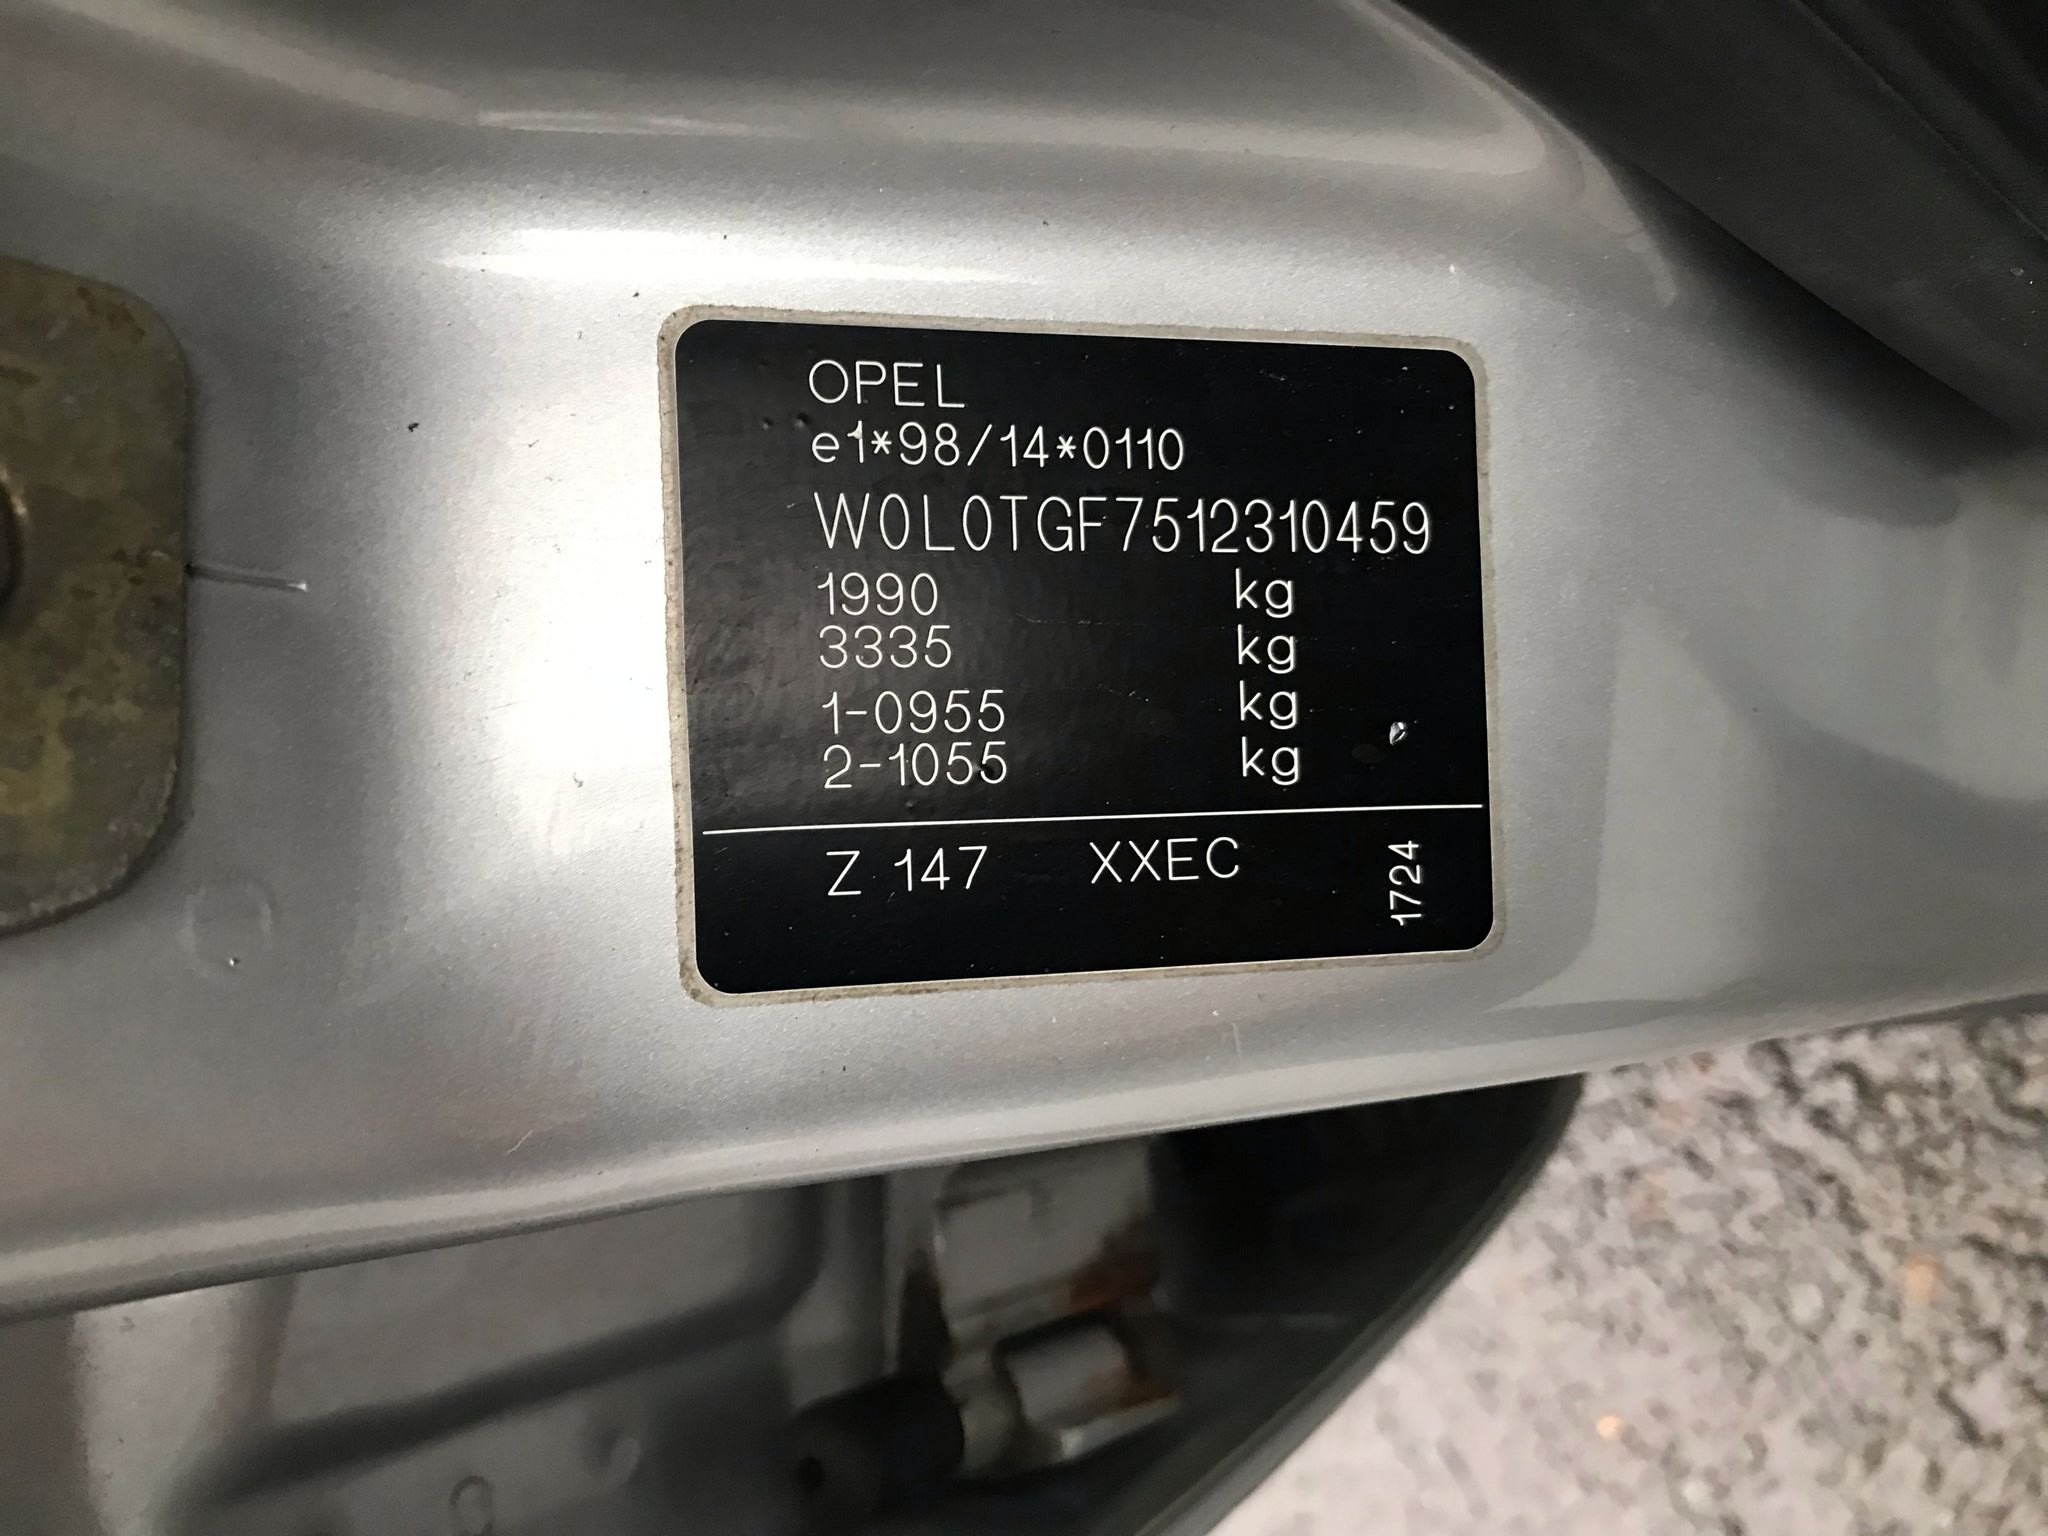 OPEL
e1*98/14*0110
W0L0TGF7512310459
1990 kg
3335 kg
1-0955 kg
2-1055 kg
Z 147 XXEC
1724